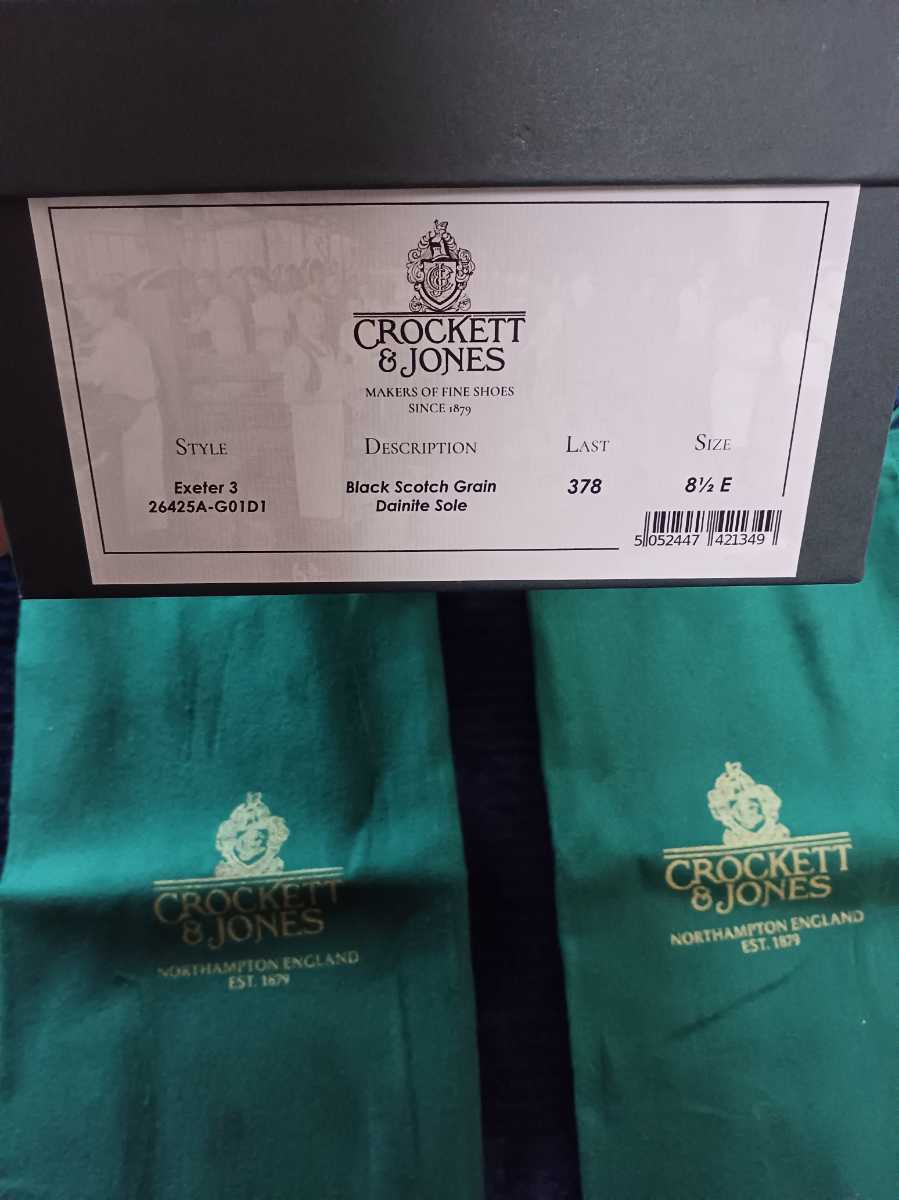 CROCKETT
& JONES
MAKERS OF FINE SHOES
SINCE 1879
STYLE DESCRIPTION LAST SIZE
Exeter 3 Black Scotch Grain 378 8½ E
26425A-G01D1 Dainite Sole
5 052447 421349
CROCKETT
& JONES
NORTHAMPTON ENGLAND
EST. 1879
CROCKETT
& JONES
NORTHAMPTON ENGLAND
EST. 1879